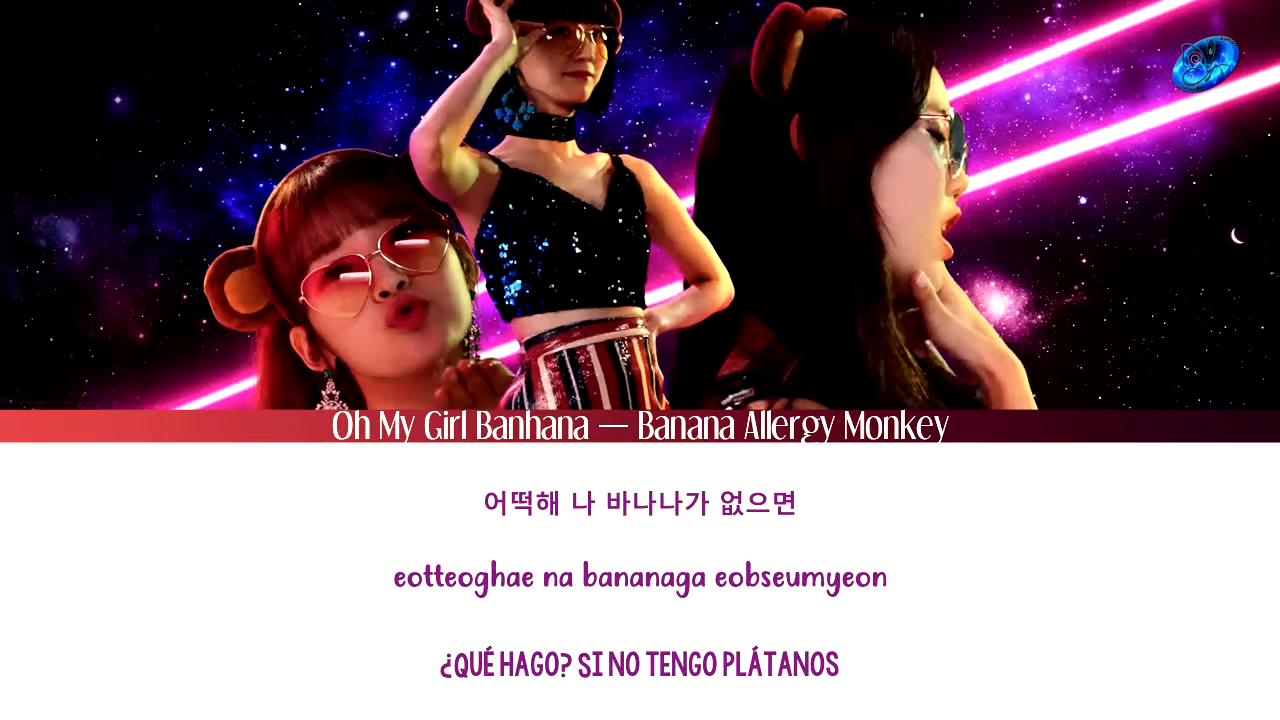 Oh My Girl Banhana — Banana Allergy Monkey
어떡해 나 바나나가 없으면
eotteoghae na bananaga eobseumyeon
¿QUÉ HAGO? SI NO TENGO PLÁTANOS